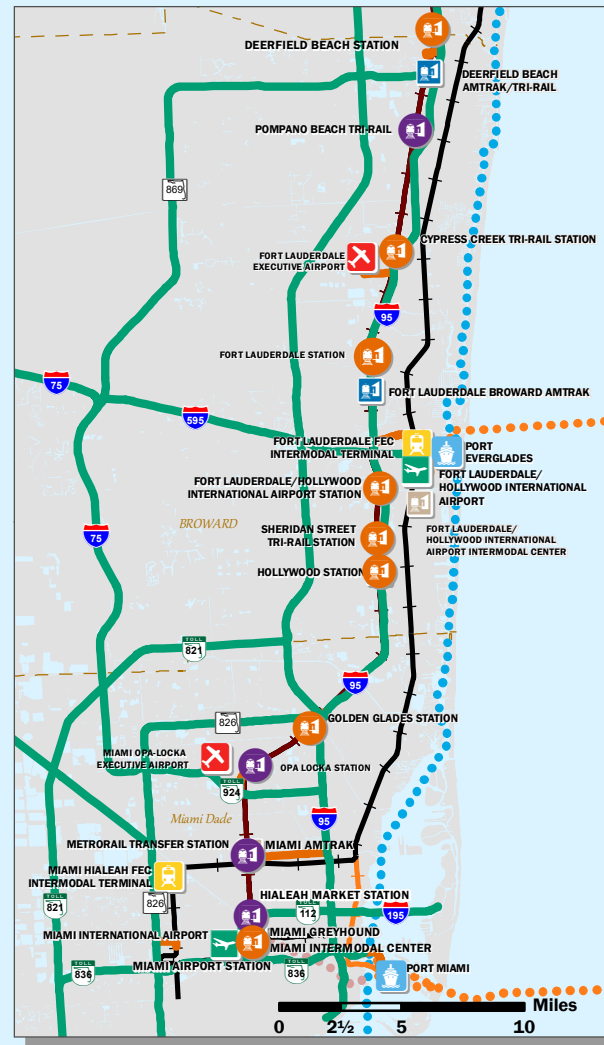 DEERFIELD BEACH STATION
DEERFIELD BEACH
AMTRAK/TRI-RAIL
POMPANO BEACH TRI-RAIL
869
CYPRESS CREEK TRI-RAIL STATION
FORT LAUDERDALE
EXECUTIVE AIRPORT
95
FORT LAUDERDALE STATION
75
FORT LAUDERDALE BROWARD AMTRAK
595
FORT LAUDERDALE FEC
INTERMODAL TERMINAL
PORT
EVERGLADES
FORT LAUDERDALE/
HOLLYWOOD INTERNATIONAL
AIRPORT
FORT LAUDERDALE/HOLLYWOOD
INTERNATIONAL AIRPORT STATION
BROWARD
75
SHERIDAN STREET
TRI-RAIL STATION
FORT LAUDERDALE/
HOLLYWOOD INTERNATIONAL
AIRPORT INTERMODAL CENTER
HOLLYWOOD STATION
TOLL
821
95
826
GOLDEN GLADES STATION
MIAMI OPA-LOCKA
EXECUTIVE AIRPORT
OPA LOCKA STATION
TOLL
924
Miami Dade
95
METRORAIL TRANSFER STATION
MIAMI AMTRAK
MIAMI HIALEAH FEC
INTERMODAL TERMINAL
HIALEAH MARKET STATION
TOLL
821
826
TOLL
112
195
MIAMI INTERNATIONAL AIRPORT
MIAMI GREYHOUND
MIAMI INTERMODAL CENTER
TOLL
836
MIAMI AIRPORT STATION
TOLL
836
PORT MIAMI
Miles
0
2½
5
10